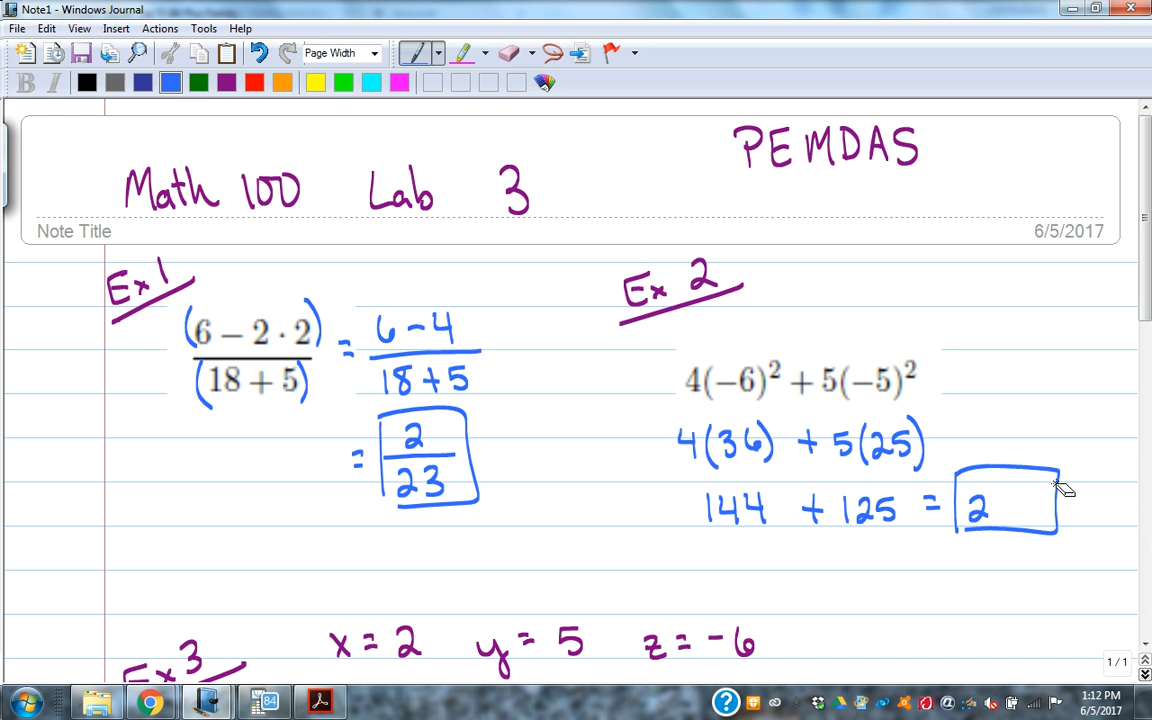 Note1 - Windows Journal
File Edit View Insert Actions Tools Help
Page Width
B I
PEMDAS
Math 100 Lab 3
Note Title 6/5/2017
Ex 1
(6 − 2 · 2) / (18 + 5) = (6 − 4) / (18 + 5)
= 2/23
Ex 2
4(−6)² + 5(−5)²
4(36) + 5(25)
144 + 125 = 2
Ex 3 x = 2 y = 5 z = −6
1 / 1
84
1:12 PM
6/5/2017